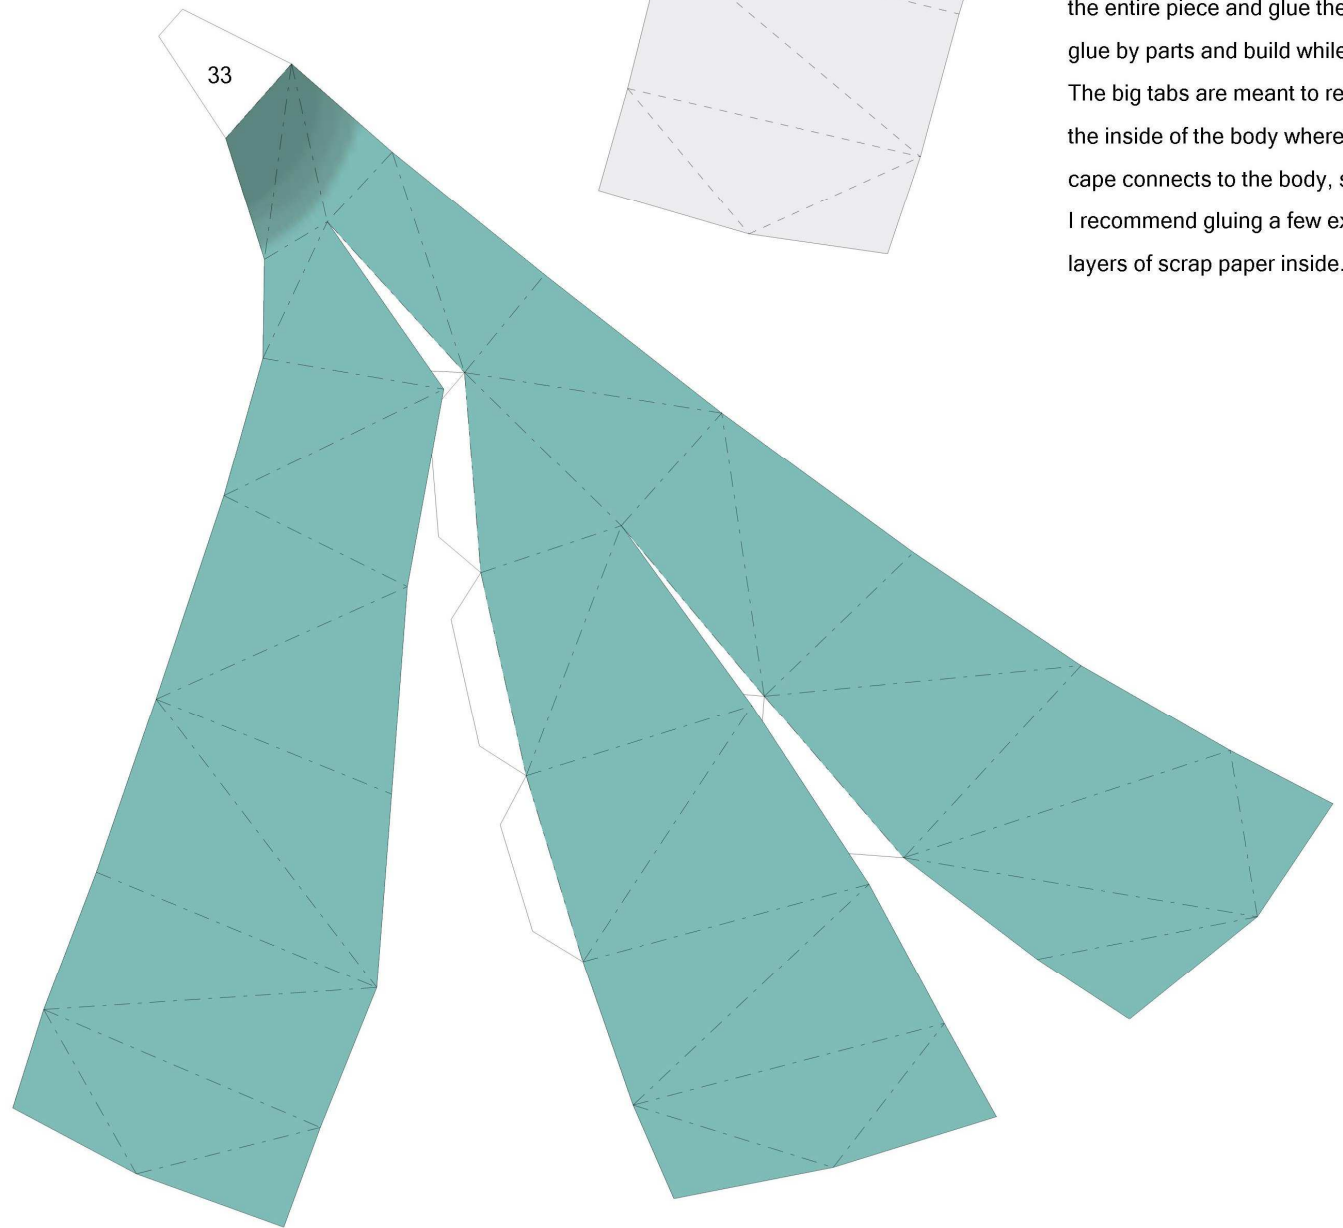 the entire piece and glue the
glue by parts and build while
The big tabs are meant to re
the inside of the body where
cape connects to the body, s
I recommend gluing a few ex
layers of scrap paper inside.
33